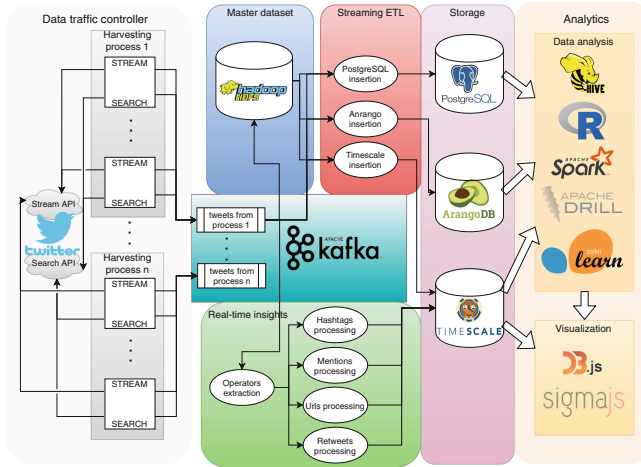 Data traffic controller
Harvesting
process 1
STREAM
SEARCH
STREAM
SEARCH
Stream API
twitter
Search API
Harvesting
process n
STREAM
SEARCH
STREAM
SEARCH
Master dataset
hadoop
HDFS
Streaming ETL
PostgreSQL
insertion
Anrango
insertion
Timescale
insertion
tweets from
process 1
tweets from
process n
APACHE
kafka
Real-time insights
Operators
extraction
Hashtags
processing
Mentions
processing
Urls processing
Retweets
processing
Storage
PostgreSQL
ArangoDB
TIMESCALE
Analytics
Data analysis
HIVE
R
APACHE
Spark
APACHE
DRILL
scikit
learn
Visualization
D3.js
sigmajs